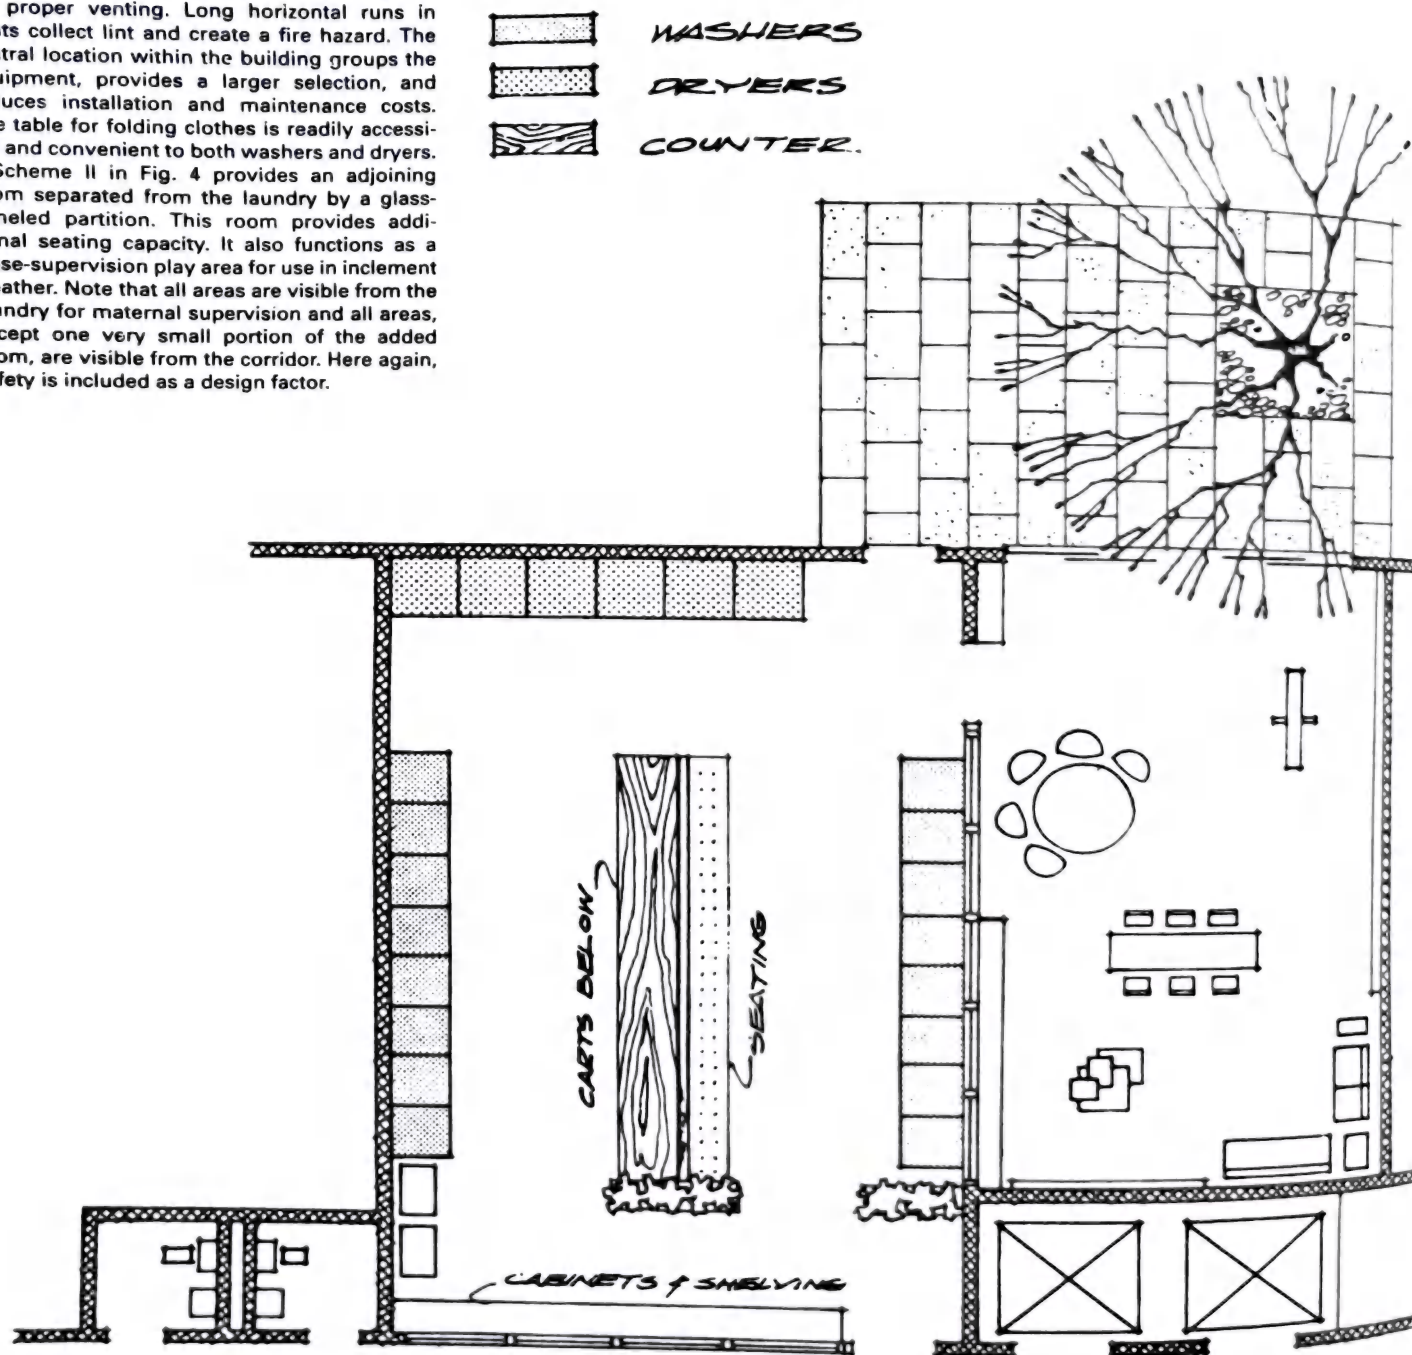 proper venting. Long horizontal runs in
ts collect lint and create a fire hazard. The
tral location within the building groups the
uipment, provides a larger selection, and
uces installation and maintenance costs.
e table for folding clothes is readily accessi-
and convenient to both washers and dryers.
Scheme II in Fig. 4 provides an adjoining
om separated from the laundry by a glass-
neled partition. This room provides addi-
nal seating capacity. It also functions as a
se-supervision play area for use in inclement
ather. Note that all areas are visible from the
undry for maternal supervision and all areas,
cept one very small portion of the added
om, are visible from the corridor. Here again,
fety is included as a design factor.
WASHERS
DRYERS
COUNTER.
CARTS BELOW
SEATING
CABINETS & SHELVING